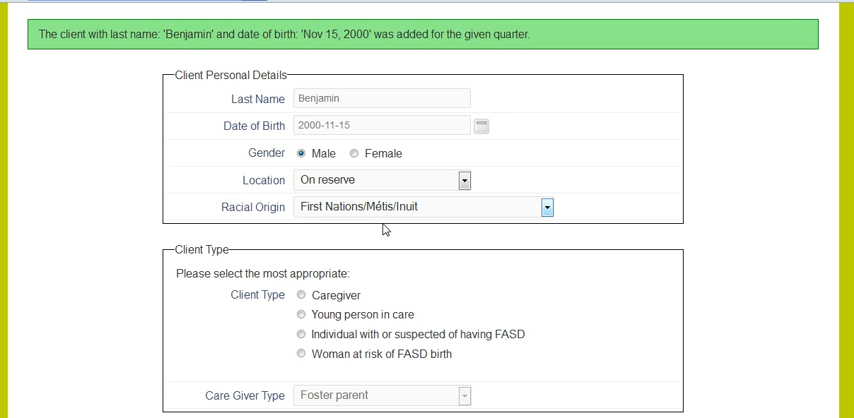 The client with last name: 'Benjamin' and date of birth: 'Nov 15, 2000' was added for the given quarter.
Client Personal Details
Last Name Benjamin
Date of Birth 2000-11-15
Gender Male Female
Location On reserve
Racial Origin First Nations/Métis/Inuit
Client Type
Please select the most appropriate:
Client Type Caregiver
Young person in care
Individual with or suspected of having FASD
Woman at risk of FASD birth
Care Giver Type Foster parent